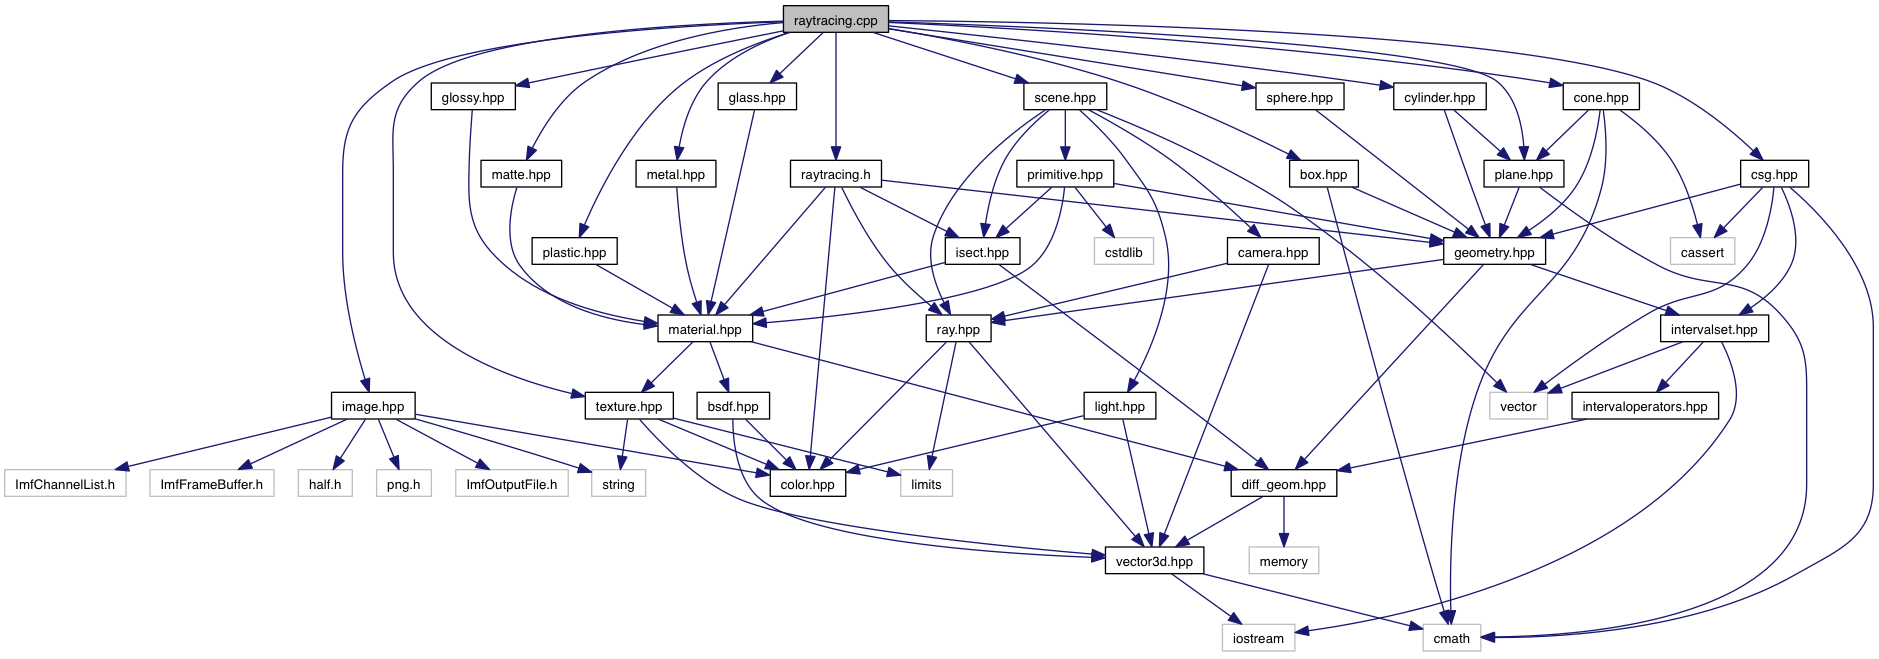 raytracing.cpp
glossy.hpp
glass.hpp
scene.hpp
sphere.hpp
cylinder.hpp
cone.hpp
matte.hpp
metal.hpp
raytracing.h
primitive.hpp
box.hpp
plane.hpp
csg.hpp
plastic.hpp
isect.hpp
cstdlib
camera.hpp
geometry.hpp
cassert
material.hpp
ray.hpp
intervalset.hpp
image.hpp
texture.hpp
bsdf.hpp
light.hpp
vector
intervaloperators.hpp
ImfChannelList.h
ImfFrameBuffer.h
half.h
png.h
ImfOutputFile.h
string
color.hpp
limits
diff_geom.hpp
vector3d.hpp
memory
iostream
cmath